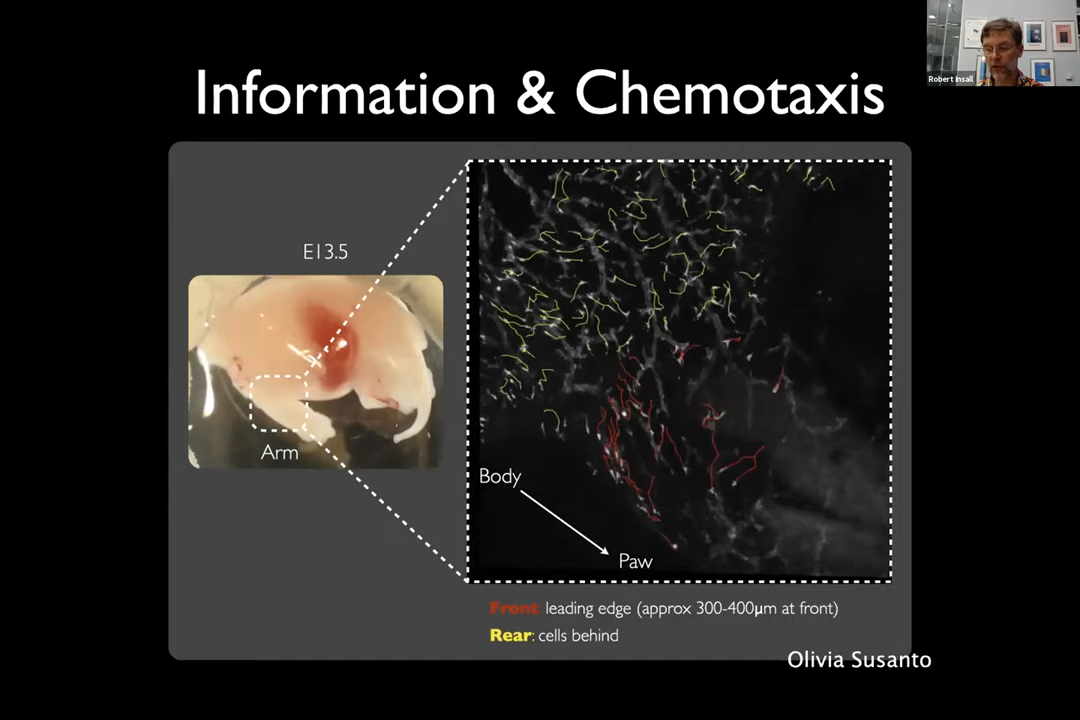 Robert Insall
Information & Chemotaxis
E13.5
Arm
Body
Paw
Front: leading edge (approx 300-400μm at front)
Rear: cells behind
Olivia Susanto